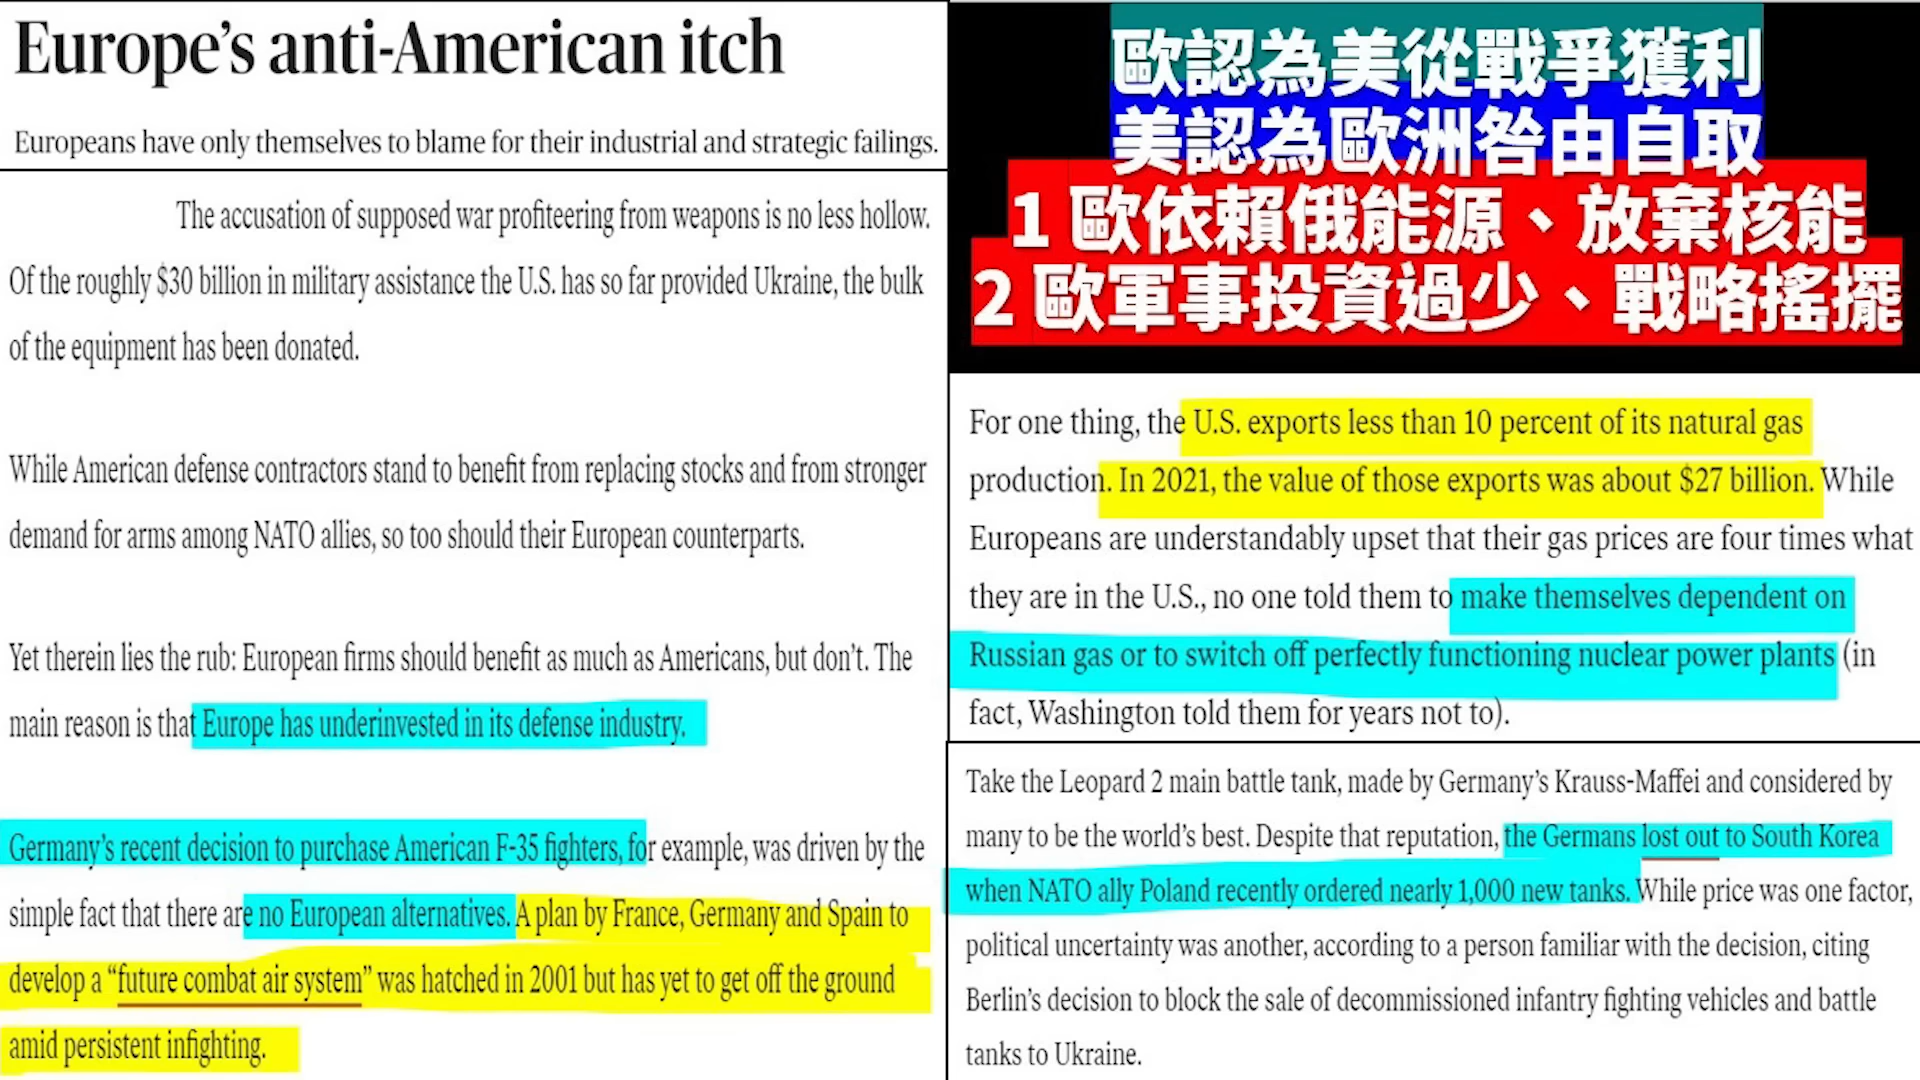 Europe's anti-American itch
Europeans have only themselves to blame for their industrial and strategic failings.
The accusation of supposed war profiteering from weapons is no less hollow.
Of the roughly $30 billion in military assistance the U.S. has so far provided Ukraine, the bulk
of the equipment has been donated.
While American defense contractors stand to benefit from replacing stocks and from stronger
demand for arms among NATO allies, so too should their European counterparts.
Yet therein lies the rub: European firms should benefit as much as Americans, but don't. The
main reason is that Europe has underinvested in its defense industry.
Germany's recent decision to purchase American F-35 fighters, for example, was driven by the
simple fact that there are no European alternatives. A plan by France, Germany and Spain to
develop a “future combat air system” was hatched in 2001 but has yet to get off the ground
amid persistent infighting.
歐認為美從戰爭獲利
美認為歐洲咎由自取
1 歐依賴俄能源、放棄核能
2 歐軍事投資過少、戰略搖擺
For one thing, the U.S. exports less than 10 percent of its natural gas
production. In 2021, the value of those exports was about $27 billion. While
Europeans are understandably upset that their gas prices are four times what
they are in the U.S., no one told them to make themselves dependent on
Russian gas or to switch off perfectly functioning nuclear power plants (in
fact, Washington told them for years not to).
Take the Leopard 2 main battle tank, made by Germany's Krauss-Maffei and considered by
many to be the world's best. Despite that reputation, the Germans lost out to South Korea
when NATO ally Poland recently ordered nearly 1,000 new tanks. While price was one factor,
political uncertainty was another, according to a person familiar with the decision, citing
Berlin's decision to block the sale of decommissioned infantry fighting vehicles and battle
tanks to Ukraine.